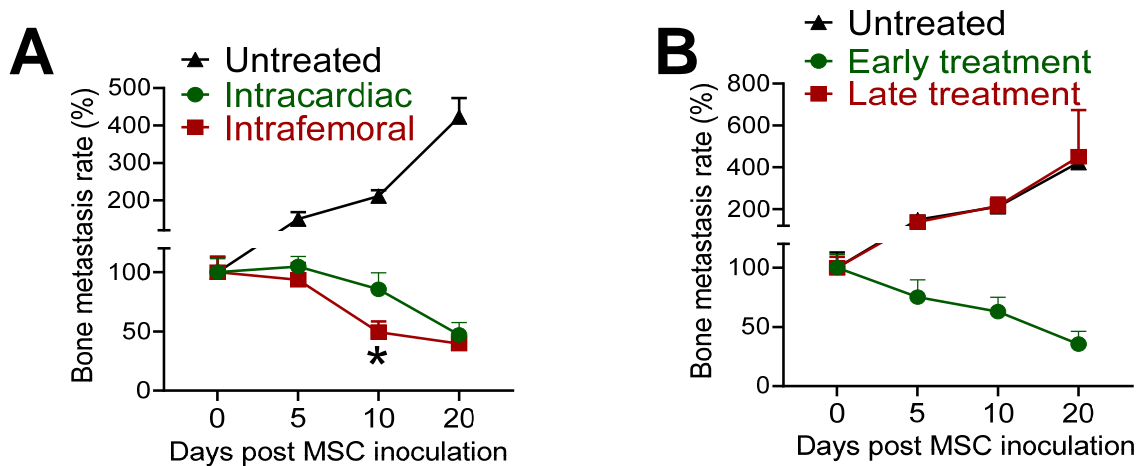 A
Untreated
Intracardiac
Intrafemoral
Bone metastasis rate (%)
500
400
300
200
100
50
0
*
0 5 10 20
Days post MSC inoculation
B
Untreated
Early treatment
Late treatment
Bone metastasis rate (%)
800
600
400
200
100
50
0
0 5 10 20
Days post MSC inoculation